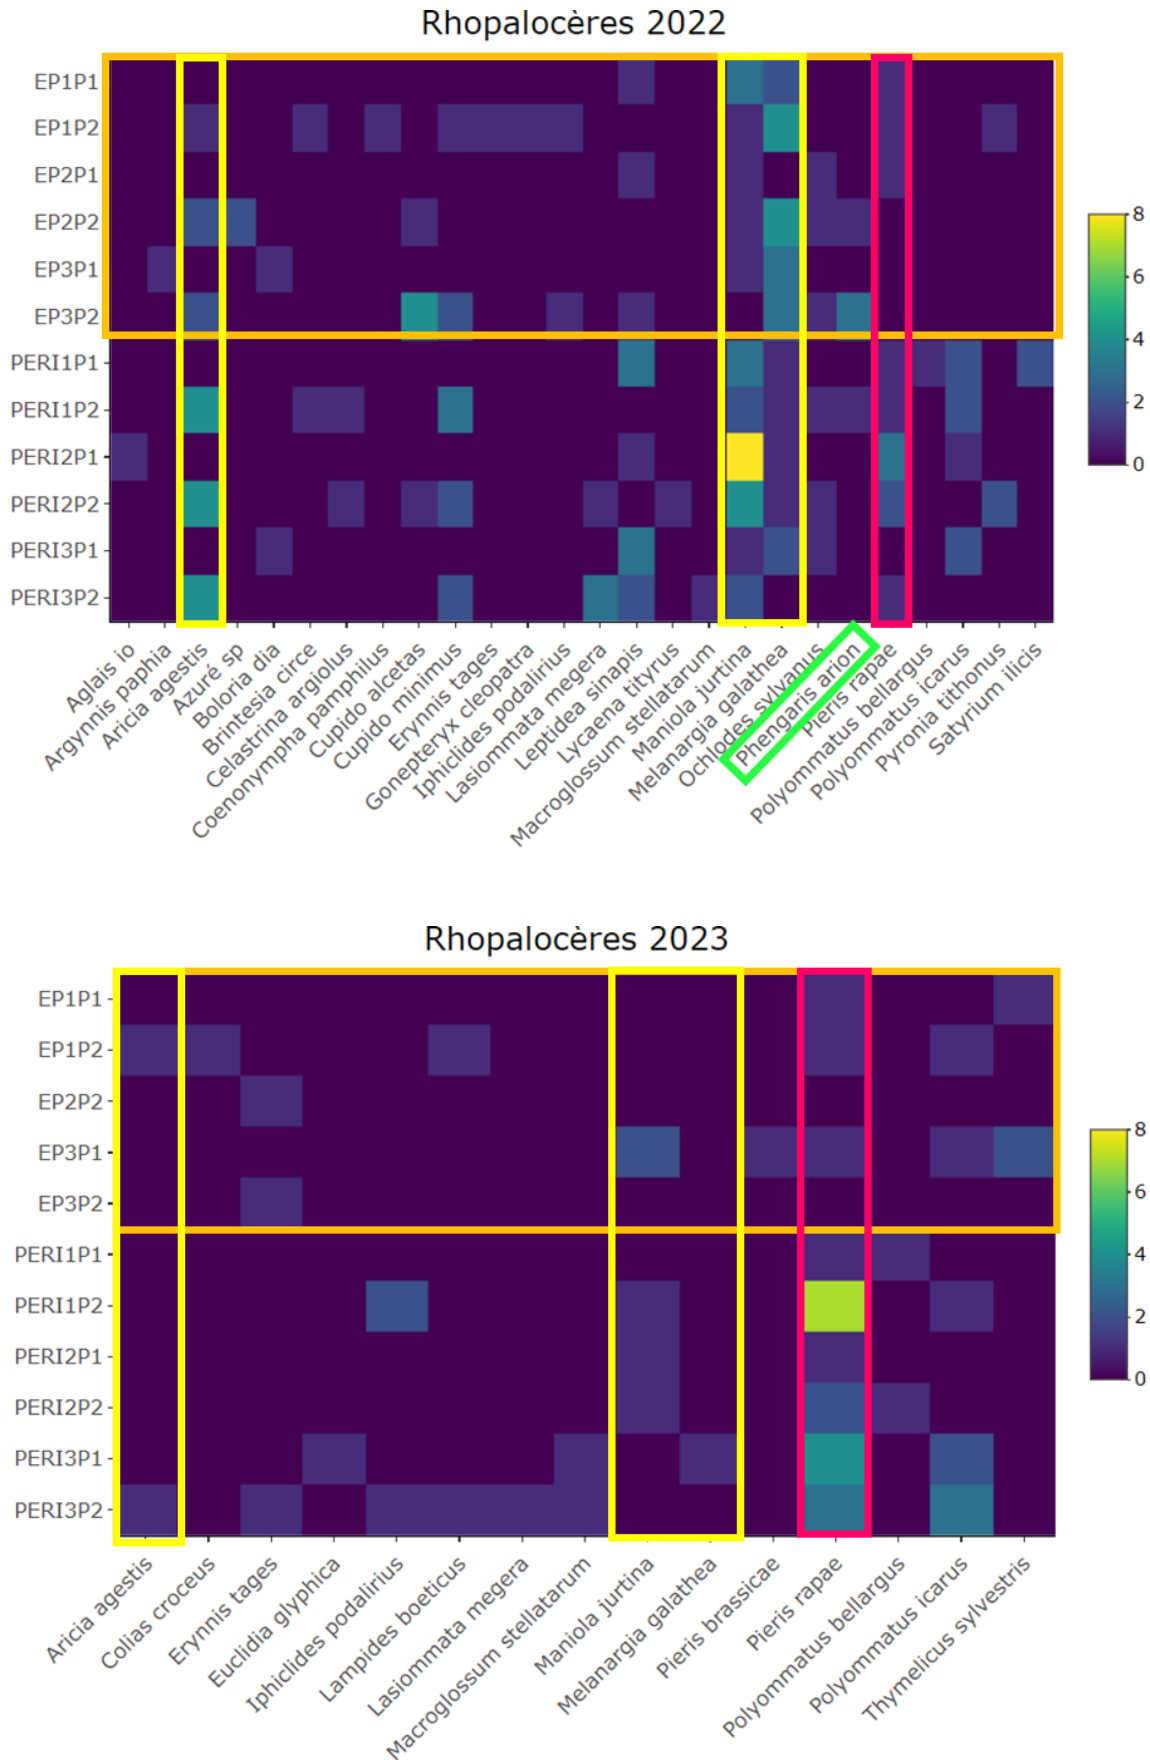 Rhopalocères 2022
EP1P1
EP1P2
EP2P1
EP2P2
EP3P1
EP3P2
PERI1P1
PERI1P2
PERI2P1
PERI2P2
PERI3P1
PERI3P2
8
6
4
2
0
Aglais io
Argynnis paphia
Aricia agestis
Azuré sp
Boloria dia
Brintesia circe
Celastrina argiolus
Coenonympha pamphilus
Cupido alcetas
Cupido minimus
Erynnis tages
Gonepteryx cleopatra
Iphiclides podalirius
Lasiommata megera
Leptidea sinapis
Lycaena tityrus
Macroglossum stellatarum
Maniola jurtina
Melanargia galathea
Ochlodes sylvanus
Phengaris arion
Pieris rapae
Polyommatus bellargus
Polyommatus icarus
Pyronia tithonus
Satyrium ilicis
Rhopalocères 2023
EP1P1
EP1P2
EP2P2
EP3P1
EP3P2
PERI1P1
PERI1P2
PERI2P1
PERI2P2
PERI3P1
PERI3P2
8
6
4
2
0
Aricia agestis
Colias croceus
Erynnis tages
Euclidia glyphica
Iphiclides podalirius
Lampides boeticus
Lasiommata megera
Macroglossum stellatarum
Maniola jurtina
Melanargia galathea
Pieris brassicae
Pieris rapae
Polyommatus bellargus
Polyommatus icarus
Thymelicus sylvestris